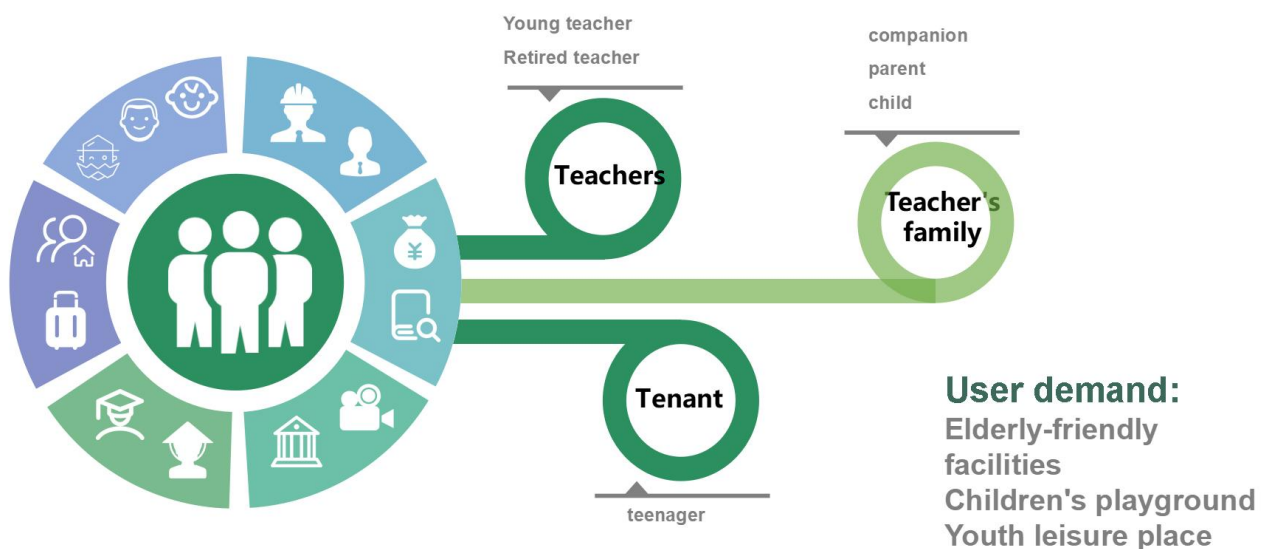 Young teacher
Retired teacher
Teachers
companion
parent
child
Teacher's
family
¥
Tenant
teenager
User demand:
Elderly-friendly
facilities
Children's playground
Youth leisure place